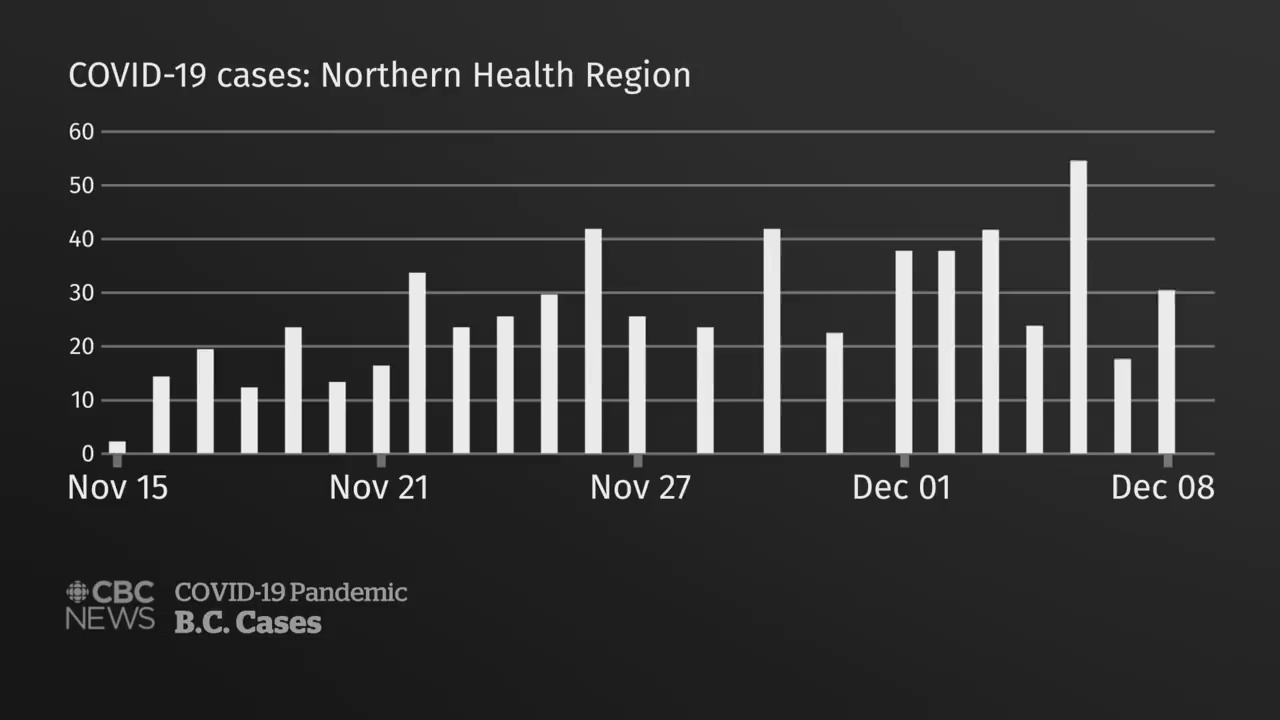 COVID-19 cases: Northern Health Region
60
50
40
30
20
10
0
Nov 15 Nov 21 Nov 27 Dec 01 Dec 08
CBC
NEWS
COVID-19 Pandemic
B.C. Cases